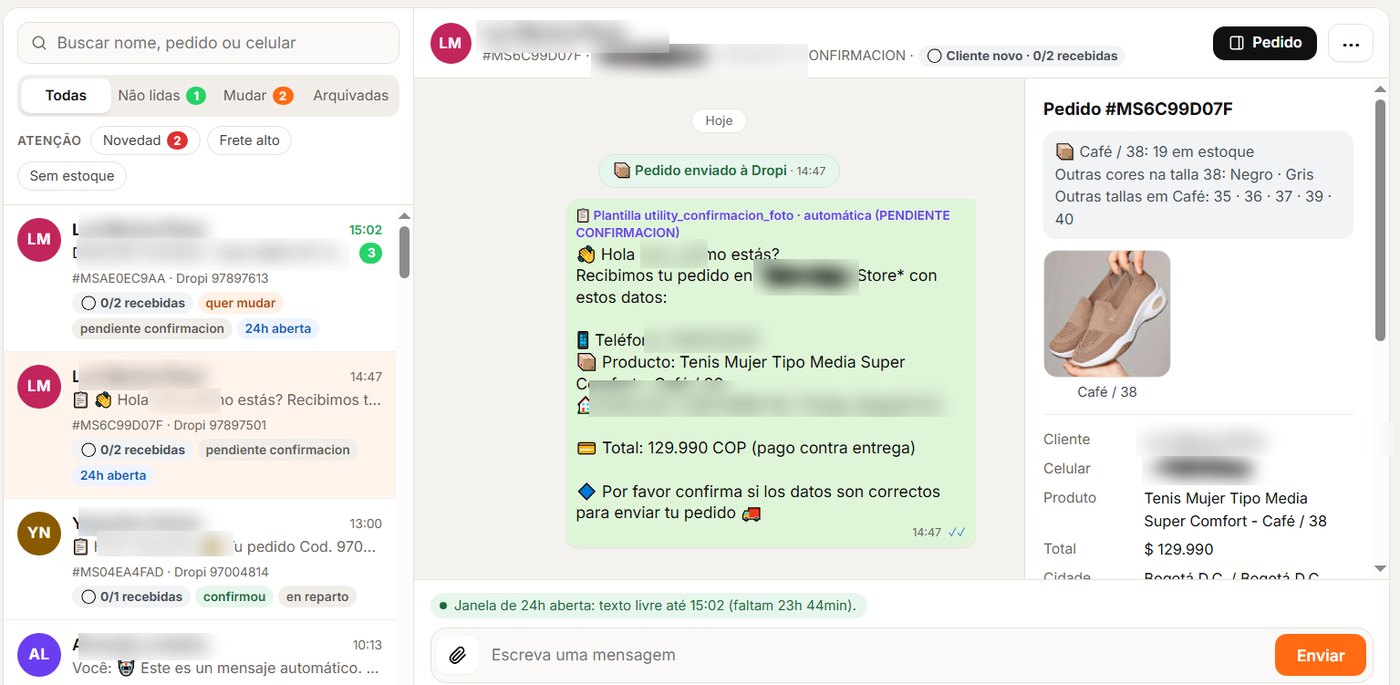 Buscar nome, pedido ou celular
Todas
Não lidas 1
Mudar 2
Arquivadas
ATENÇÃO
Novedad 2
Frete alto
Sem estoque
LM
15:02
3
#MSAE0EC9AA · Dropi 97897613
0/2 recebidas
quer mudar
pendiente confirmacion
24h aberta
LM
14:47
Hola
no estás? Recibimos t...
#MS6C99D07F · Dropi 97897501
0/2 recebidas
pendiente confirmacion
24h aberta
YN
13:00
u pedido Cod. 970...
#MS04EA4FAD · Dropi 97004814
0/1 recebidas
confirmou
en reparto
AL
10:13
Você: 🤖 Este es un mensaje automático. ...
LM
#MS6C99D07F ·
ONFIRMACION ·
Cliente novo · 0/2 recebidas
Pedido
...
Hoje
Pedido enviado à Dropi · 14:47
Plantilla utility_confirmacion_foto · automática (PENDIENTE
CONFIRMACION)
👋 Hola
mo estás?
Recibimos tu pedido en
Store* con
estos datos:
📱 Teléfo
📦 Producto: Tenis Mujer Tipo Media Super
💳 Total: 129.990 COP (pago contra entrega)
🔷 Por favor confirma si los datos son correctos
para enviar tu pedido 🚚
14:47
Janela de 24h aberta: texto livre até 15:02 (faltam 23h 44min).
Escreva uma mensagem
Enviar
Pedido #MS6C99D07F
📦 Café / 38: 19 em estoque
Outras cores na talla 38: Negro · Gris
Outras tallas em Café: 35 · 36 · 37 · 39 ·
40
Café / 38
Cliente
Celular
Produto
Tenis Mujer Tipo Media
Super Comfort - Café / 38
Total
$ 129.990
Cidade
Bogotá D.C. / Bogotá D.C.